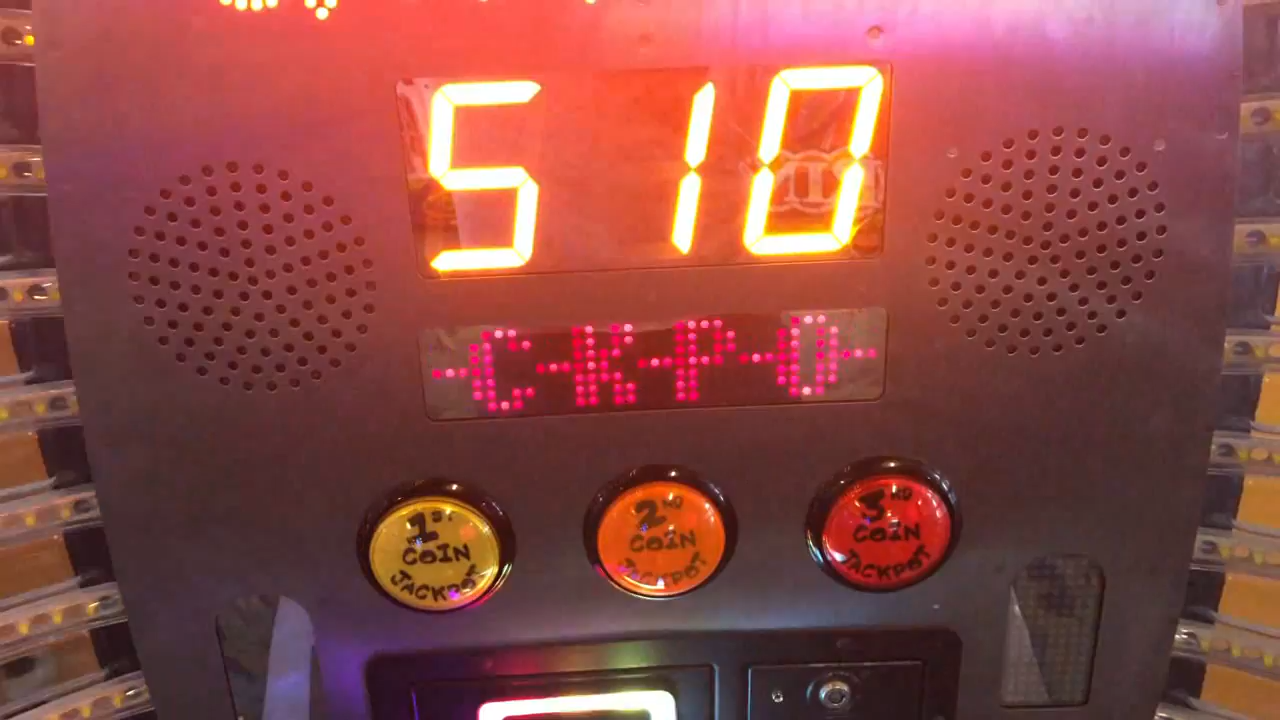 510
-C-K-P-O-
1ST COIN JACKPOT
2ND COIN JACKPOT
3RD COIN JACKPOT